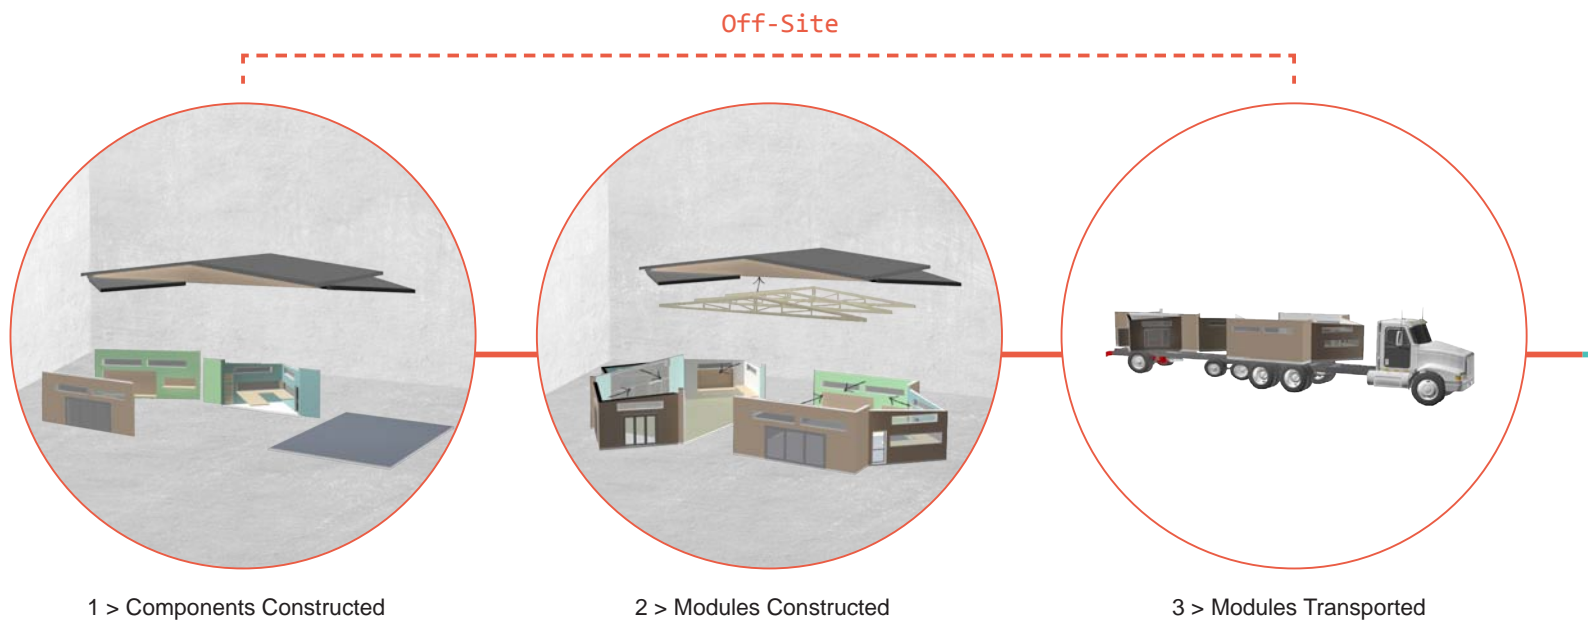 Off-Site
1 > Components Constructed
2 > Modules Constructed
3 > Modules Transported